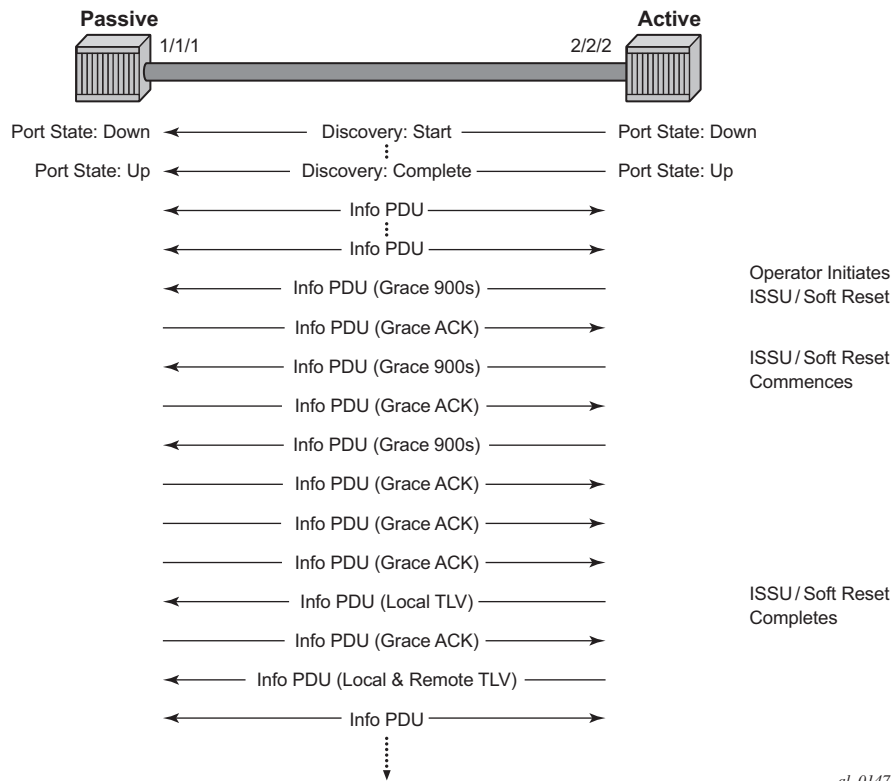 Passive Active
1/1/1 2/2/2
Port State: Down Discovery: Start Port State: Down
Port State: Up Discovery: Complete Port State: Up
Info PDU
Info PDU
Operator Initiates
Info PDU (Grace 900s) ISSU/Soft Reset
Info PDU (Grace ACK)
Info PDU (Grace 900s) ISSU/Soft Reset
Commences
Info PDU (Grace ACK)
Info PDU (Grace 900s)
Info PDU (Grace ACK)
Info PDU (Grace ACK)
Info PDU (Grace ACK)
Info PDU (Local TLV) ISSU/Soft Reset
Completes
Info PDU (Grace ACK)
Info PDU (Local & Remote TLV)
Info PDU
al_0147